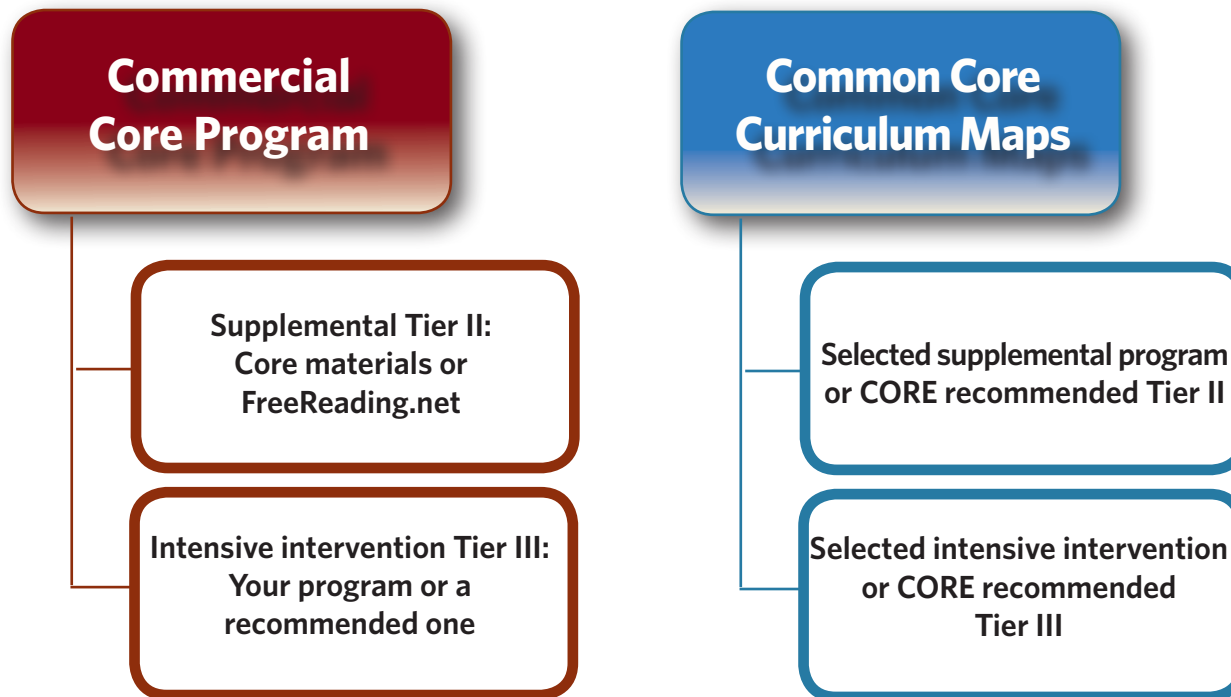 Commercial
Core Program
Supplemental Tier II:
Core materials or
FreeReading.net
Intensive intervention Tier III:
Your program or a
recommended one
Common Core
Curriculum Maps
Selected supplemental program
or CORE recommended Tier II
Selected intensive intervention
or CORE recommended
Tier III